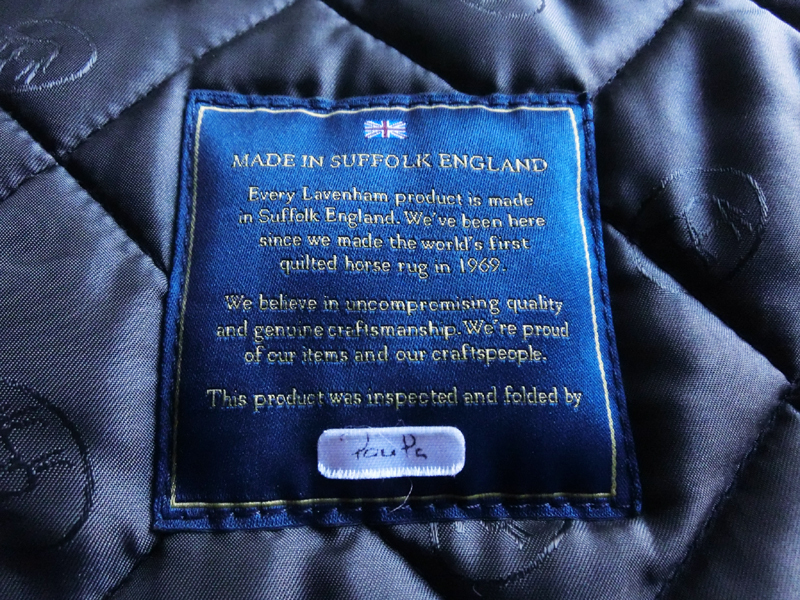 MADE IN SUFFOLK ENGLAND
Every Lavenham product is made
in Suffolk England. We've been here
since we made the world's first
quilted horse rug in 1969.
We believe in uncompromising quality
and genuine craftsmanship. We're proud
of our items and our craftspeople.
This product was inspected and folded by